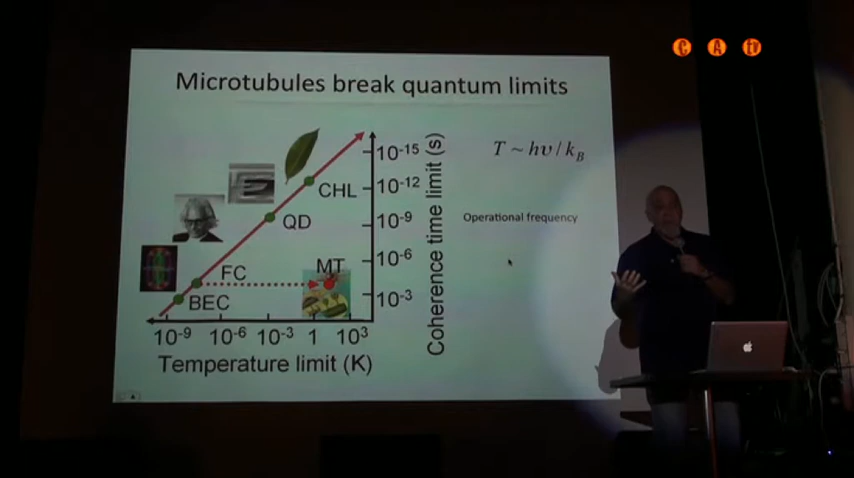 C A tv
Microtubules break quantum limits
T ~ hυ / k_B
Operational frequency
CHL
QD
FC
MT
BEC
10⁻¹⁵
10⁻¹²
10⁻⁹
10⁻⁶
10⁻³
Coherence time limit (s)
10⁻⁹ 10⁻⁶ 10⁻³ 1 10³
Temperature limit (K)